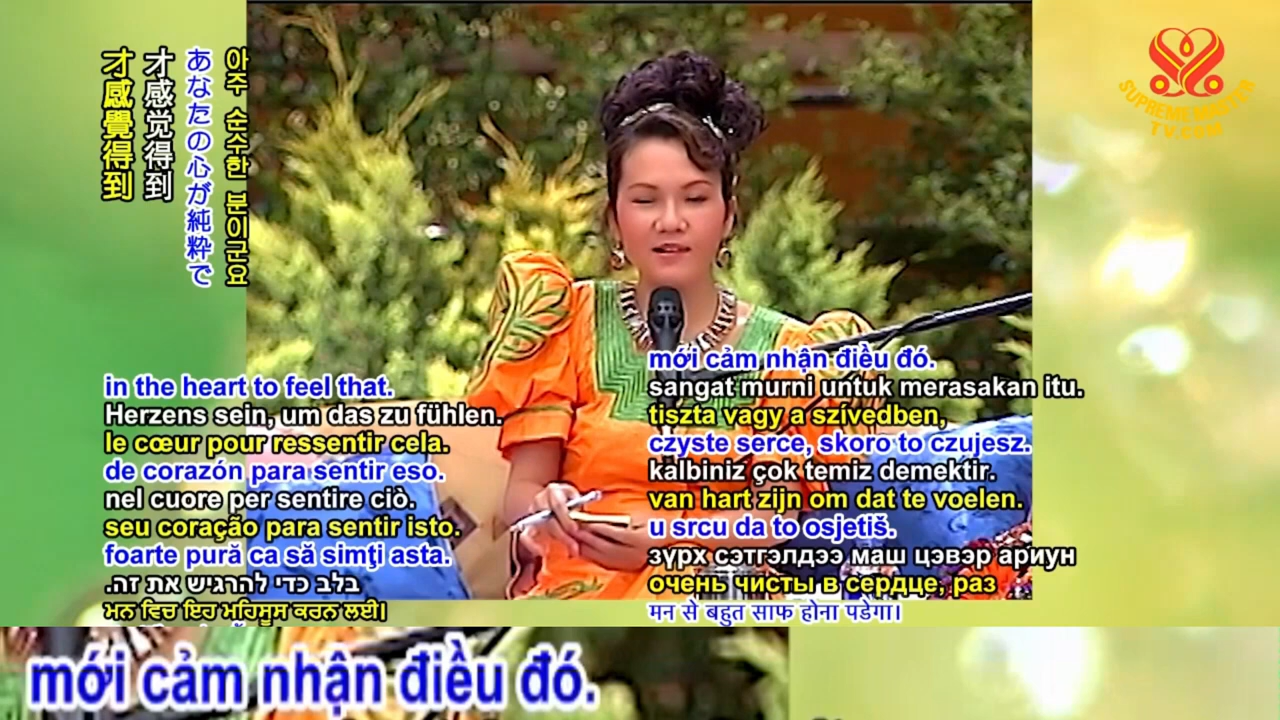 아주 순수한 분이군요
あなたの心が純粋で
才感觉得到
才感覺得到
SUPREME MASTER
TV.COM
in the heart to feel that.
Herzens sein, um das zu fühlen.
le cœur pour ressentir cela.
de corazón para sentir eso.
nel cuore per sentire ciò.
seu coração para sentir isto.
foarte pură ca să simţi asta.
בלב כדי להרגיש את זה.
ਮਨ ਵਿਚ ਇਹ ਮਹਿਸੂਸ ਕਰਨ ਲਈ।
mới cảm nhận điều đó.
sangat murni untuk merasakan itu.
tiszta vagy a szívedben,
czyste serce, skoro to czujesz.
kalbiniz çok temiz demektir.
van hart zijn om dat te voelen.
u srcu da to osjetiš.
зүрх сэтгэлдээ маш цэвэр ариун
очень чисты в сердце, раз
मन से बहुत साफ होना पडेगा।
mới cảm nhận điều đó.